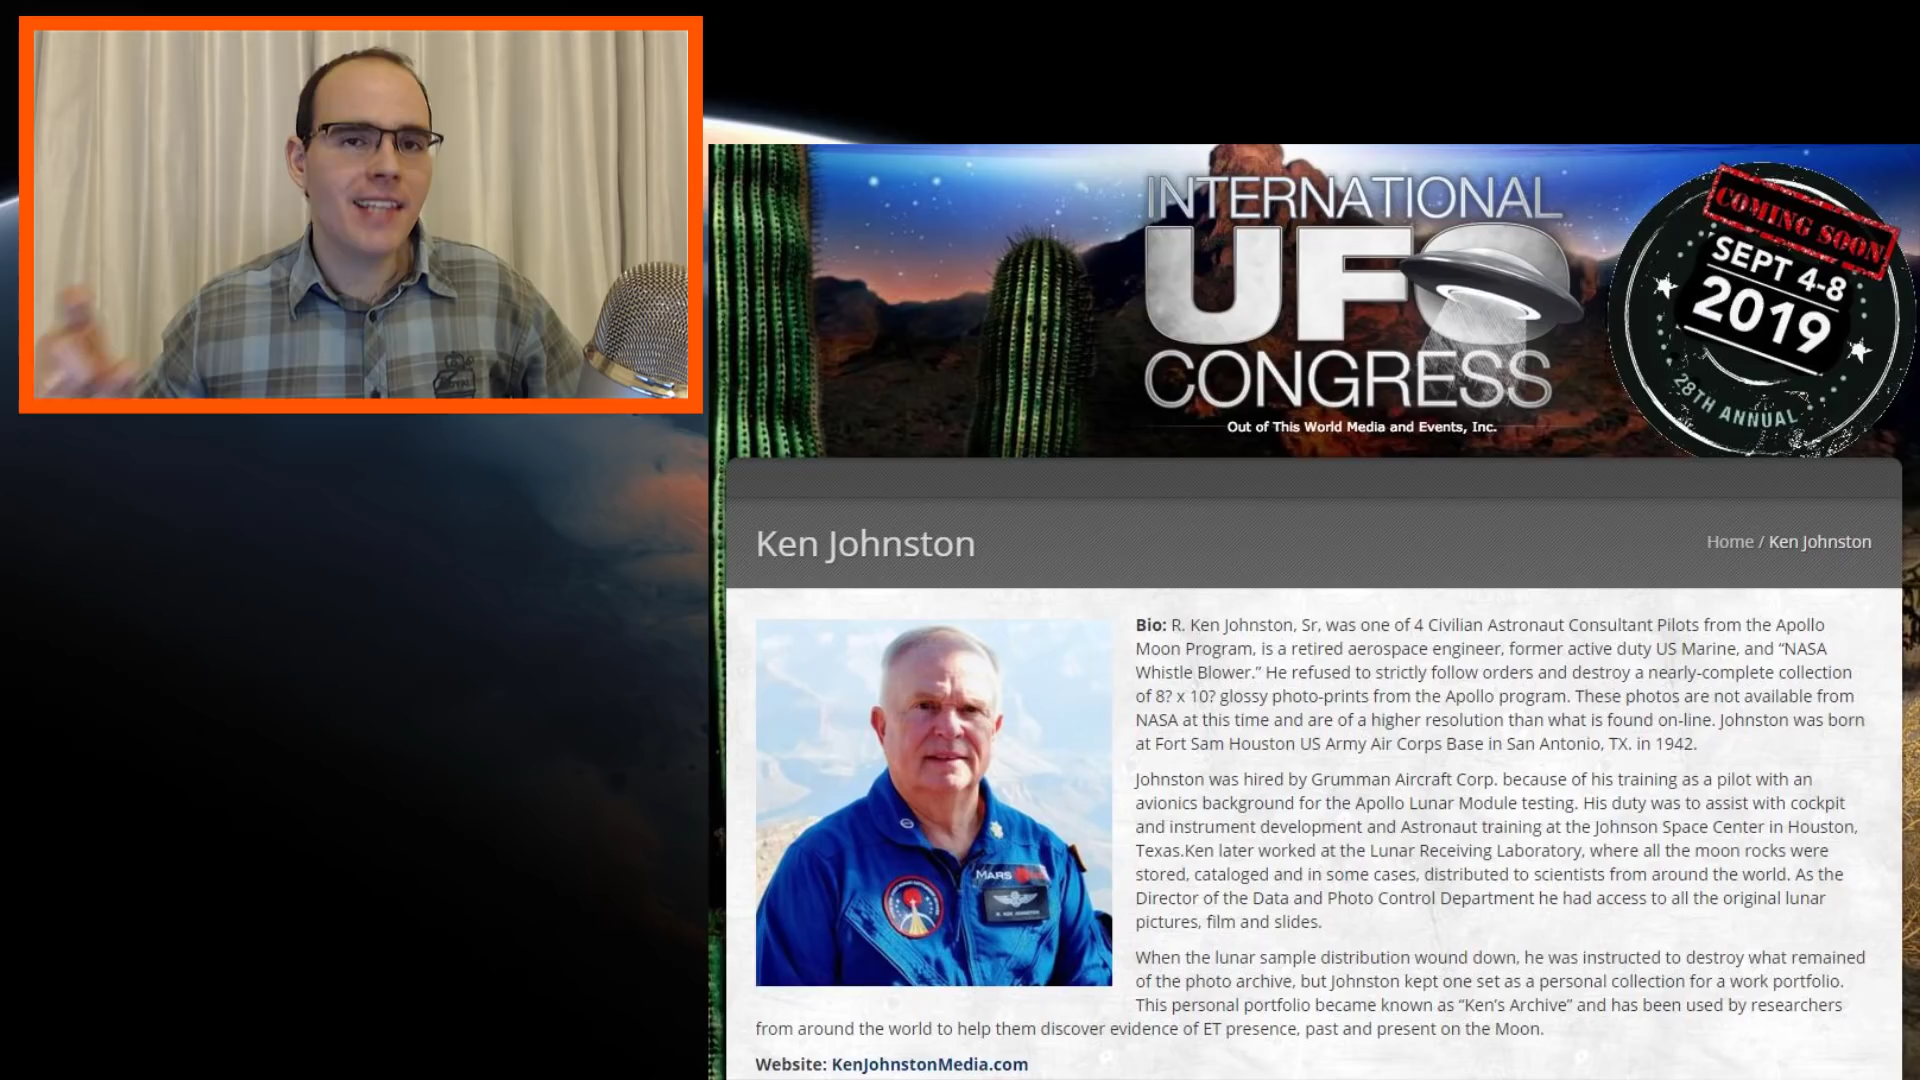 INTERNATIONAL
UFO
CONGRESS
Out of This World Media and Events, Inc.
COMING SOON
SEPT 4-8
2019
28TH ANNUAL
Ken Johnston
Home / Ken Johnston
Bio: R. Ken Johnston, Sr, was one of 4 Civilian Astronaut Consultant Pilots from the Apollo
Moon Program, is a retired aerospace engineer, former active duty US Marine, and “NASA
Whistle Blower.” He refused to strictly follow orders and destroy a nearly-complete collection
of 8? x 10? glossy photo-prints from the Apollo program. These photos are not available from
NASA at this time and are of a higher resolution than what is found on-line. Johnston was born
at Fort Sam Houston US Army Air Corps Base in San Antonio, TX. in 1942.
Johnston was hired by Grumman Aircraft Corp. because of his training as a pilot with an
avionics background for the Apollo Lunar Module testing. His duty was to assist with cockpit
and instrument development and Astronaut training at the Johnson Space Center in Houston,
Texas.Ken later worked at the Lunar Receiving Laboratory, where all the moon rocks were
stored, cataloged and in some cases, distributed to scientists from around the world. As the
Director of the Data and Photo Control Department he had access to all the original lunar
pictures, film and slides.
When the lunar sample distribution wound down, he was instructed to destroy what remained
of the photo archive, but Johnston kept one set as a personal collection for a work portfolio.
This personal portfolio became known as “Ken’s Archive” and has been used by researchers
from around the world to help them discover evidence of ET presence, past and present on the Moon.
Website: KenJohnstonMedia.com
MARS
R. KEN JOHNSTON